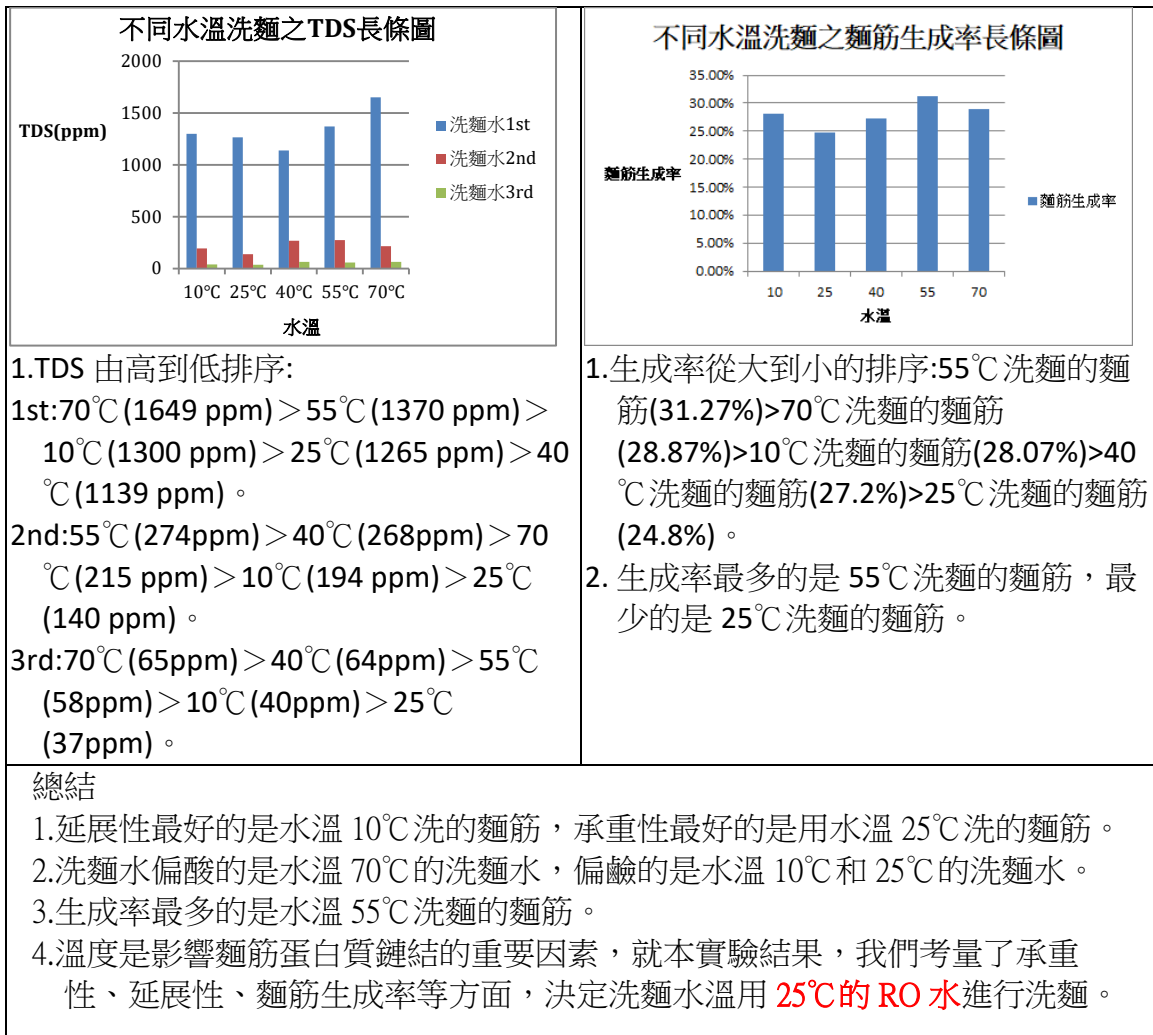 不同水溫洗麵之TDS長條圖
2000
1500
1000
500
0
TDS(ppm)
洗麵水1st
洗麵水2nd
洗麵水3rd
10℃ 25℃ 40℃ 55℃ 70℃
水溫
1.TDS 由高到低排序:
1st:70℃(1649 ppm)＞55℃(1370 ppm)＞
10℃(1300 ppm)＞25℃(1265 ppm)＞40
℃(1139 ppm)。
2nd:55℃(274ppm)＞40℃(268ppm)＞70
℃(215 ppm)＞10℃(194 ppm)＞25℃
(140 ppm)。
3rd:70℃(65ppm)＞40℃(64ppm)＞55℃
(58ppm)＞10℃(40ppm)＞25℃
(37ppm)。
不同水溫洗麵之麵筋生成率長條圖
35.00%
30.00%
25.00%
20.00%
15.00%
10.00%
5.00%
0.00%
麵筋生成率
麵筋生成率
10 25 40 55 70
水溫
1.生成率從大到小的排序:55℃洗麵的麵
筋(31.27%)>70℃洗麵的麵筋
(28.87%)>10℃洗麵的麵筋(28.07%)>40
℃洗麵的麵筋(27.2%)>25℃洗麵的麵筋
(24.8%)。
2. 生成率最多的是 55℃洗麵的麵筋，最
少的是 25℃洗麵的麵筋。
總結
1.延展性最好的是水溫 10℃洗的麵筋，承重性最好的是用水溫 25℃洗的麵筋。
2.洗麵水偏酸的是水溫 70℃的洗麵水，偏鹼的是水溫 10℃和 25℃的洗麵水。
3.生成率最多的是水溫 55℃洗麵的麵筋。
4.溫度是影響麵筋蛋白質鏈結的重要因素，就本實驗結果，我們考量了承重
性、延展性、麵筋生成率等方面，決定洗麵水溫用 25℃的 RO 水進行洗麵。